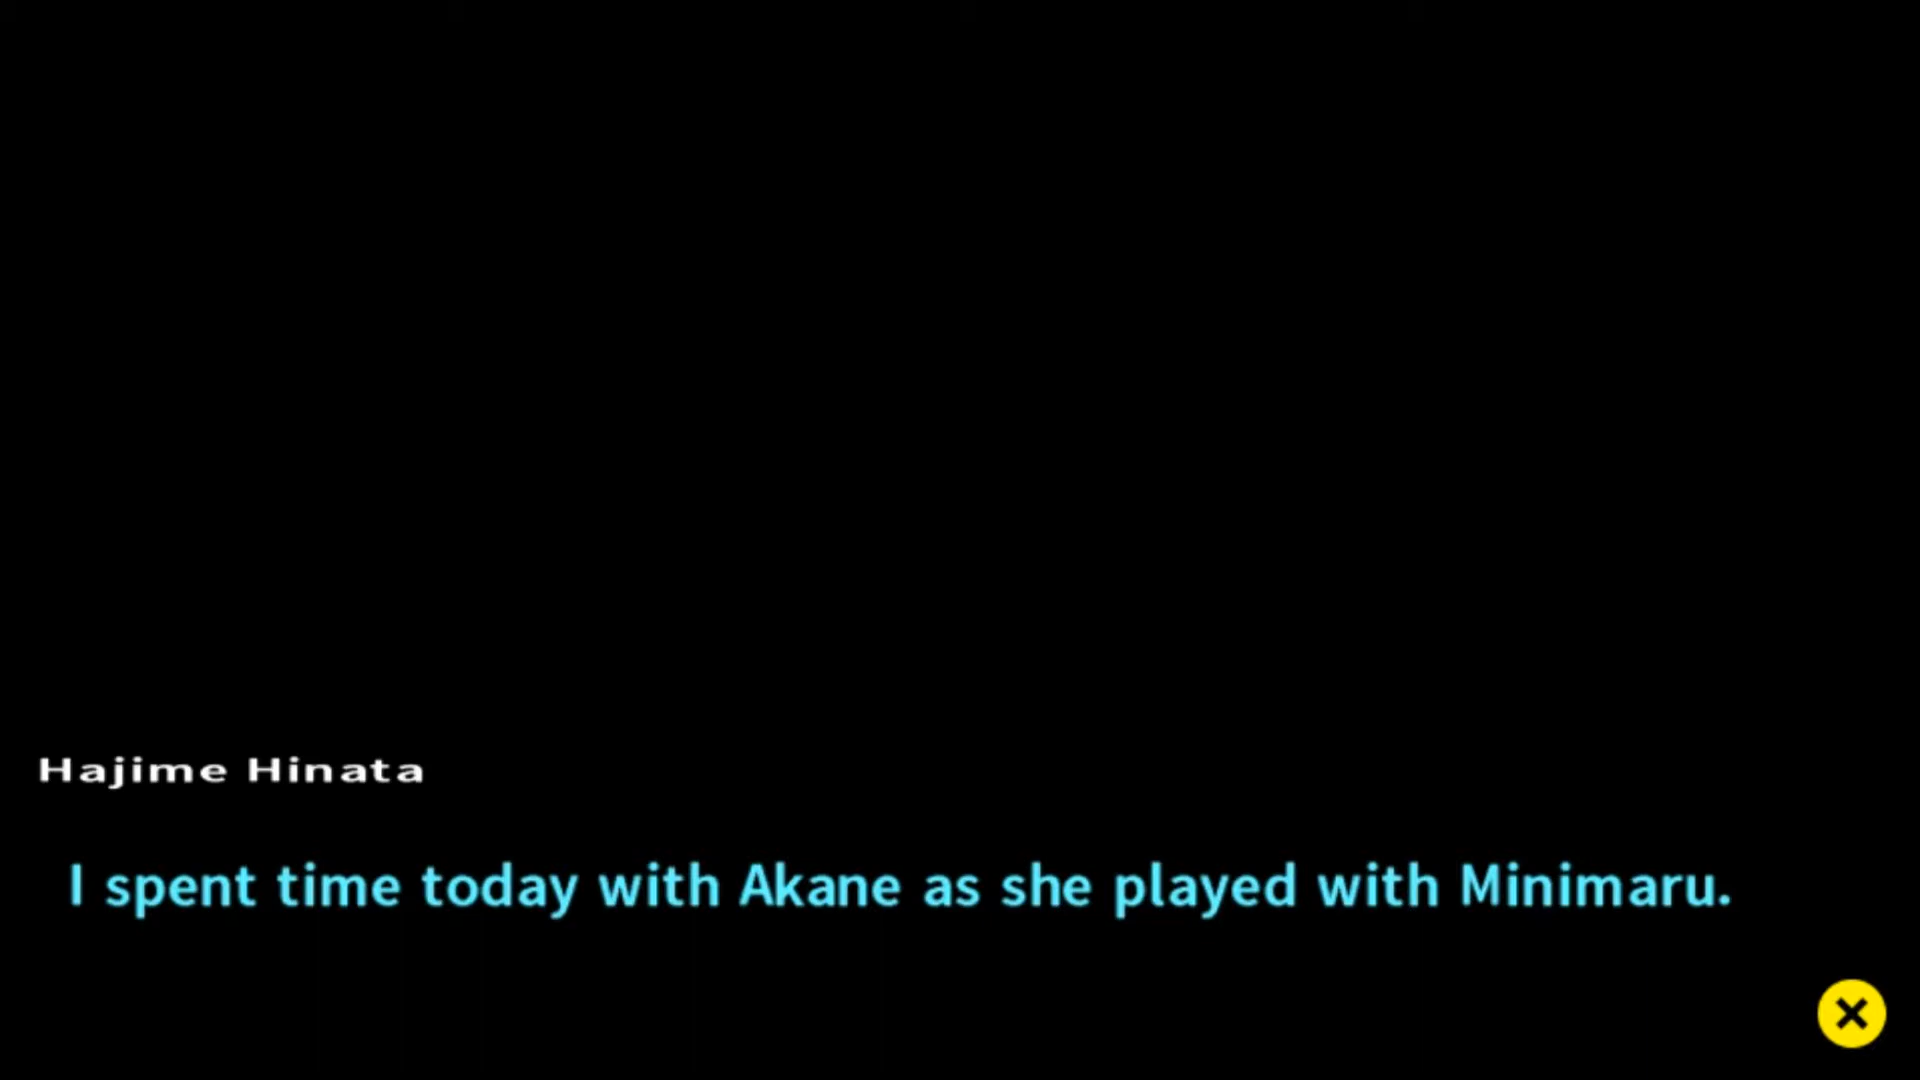 Hajime Hinata
I spent time today with Akane as she played with Minimaru.